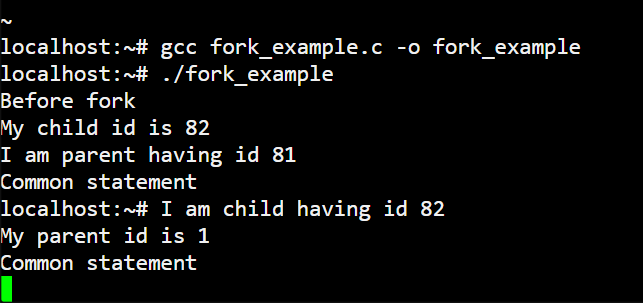 ~
localhost:~# gcc fork_example.c -o fork_example
localhost:~# ./fork_example
Before fork
My child id is 82
I am parent having id 81
Common statement
localhost:~# I am child having id 82
My parent id is 1
Common statement